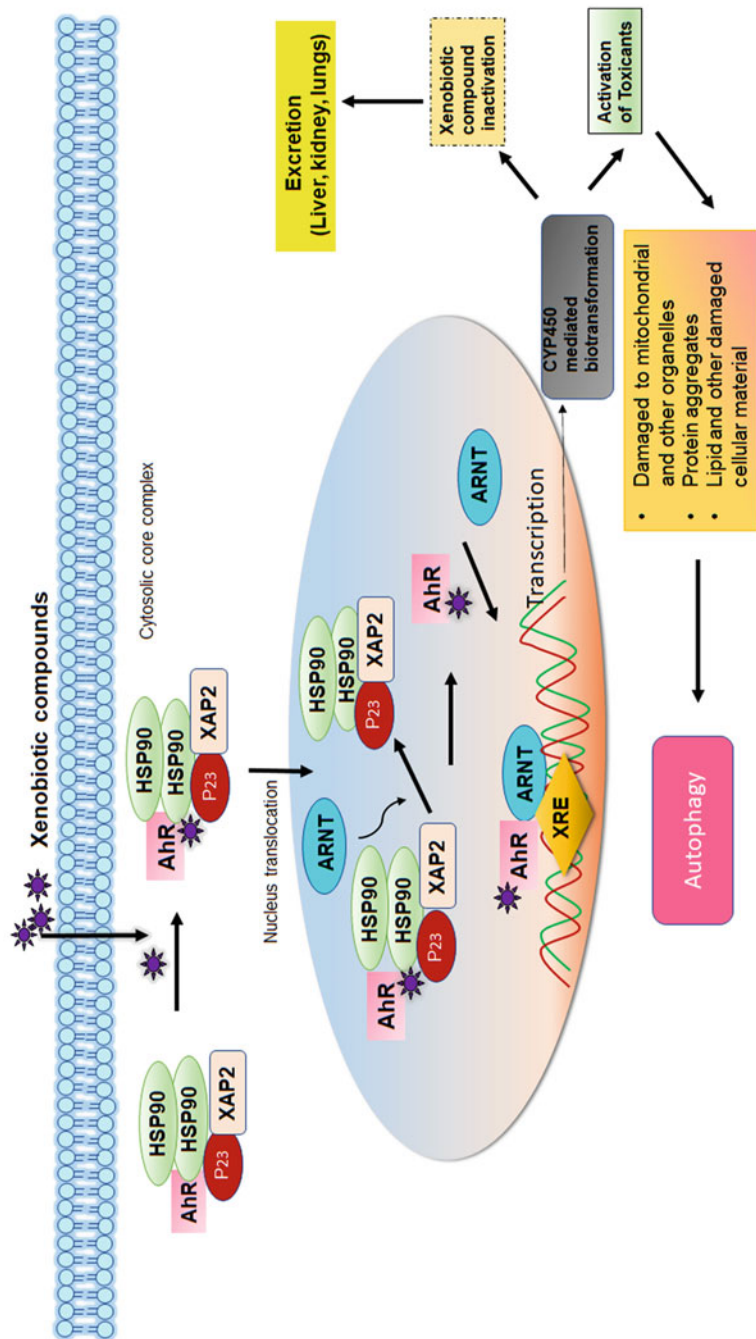 Xenobiotic compounds
Cytosolic core complex
HSP90
HSP90
AhR
P23
XAP2
HSP90
HSP90
AhR
P23
XAP2
Nucleus translocation
ARNT
HSP90
HSP90
P23
XAP2
HSP90
HSP90
AhR
P23
XAP2
AhR
ARNT
AhR
ARNT
XRE
Transcription
CYP450
mediated
biotransformation
Xenobiotic
compound
inactivation
Excretion
(Liver, kidney, lungs)
Activation
of Toxicants
• Damaged to mitochondrial
and other organelles
• Protein aggregates
• Lipid and other damaged
cellular material
Autophagy